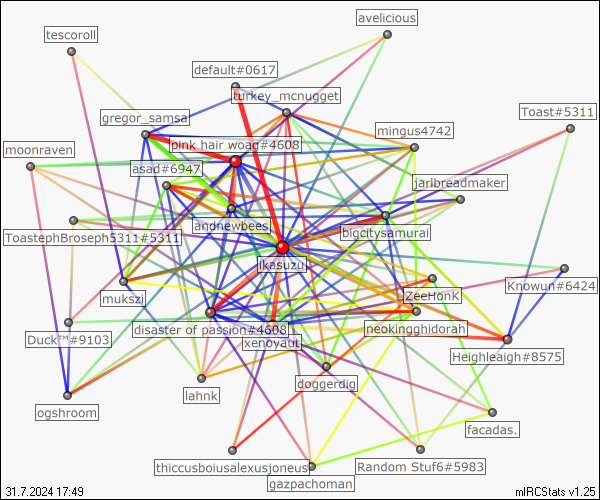 avelicious
tescoroll
default#0617
turkey_mcnugget
Toast#5311
gregor_samsa
mingus4742
pink hair woag#4608
moonraven
asad#6947
jarlbreadmaker
andnewbees
ToastephBroseph5311#5311
bigcitysamurai
ikasuzu
Knowun#6424
ZeeHonK
mukszi
disaster of passion#4608
neokingghidorah
Duck™#9103
xenoyaut
Heighleaigh#8575
doggerdig
lahnk
ogshroom
facadas.
thiccusboiusalexusjoneus
Random Stuf6#5983
gazpachoman
31.7.2024 17:49
mIRCStats v1.25